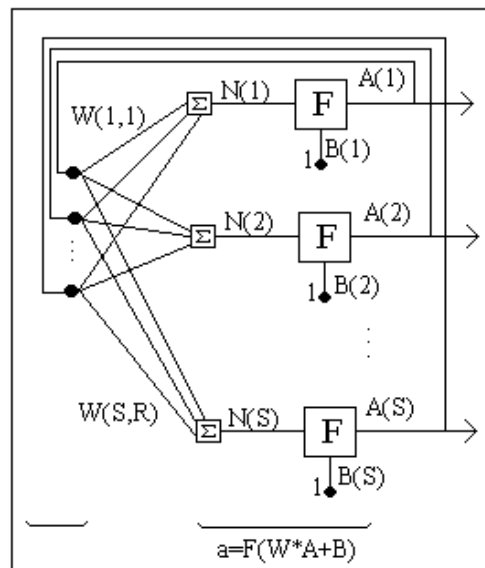 W(1,1) Σ N(1) F A(1)
1 B(1)
Σ N(2) F A(2)
1 B(2)
W(S,R) Σ N(S) F A(S)
1 B(S)
a=F(W*A+B)